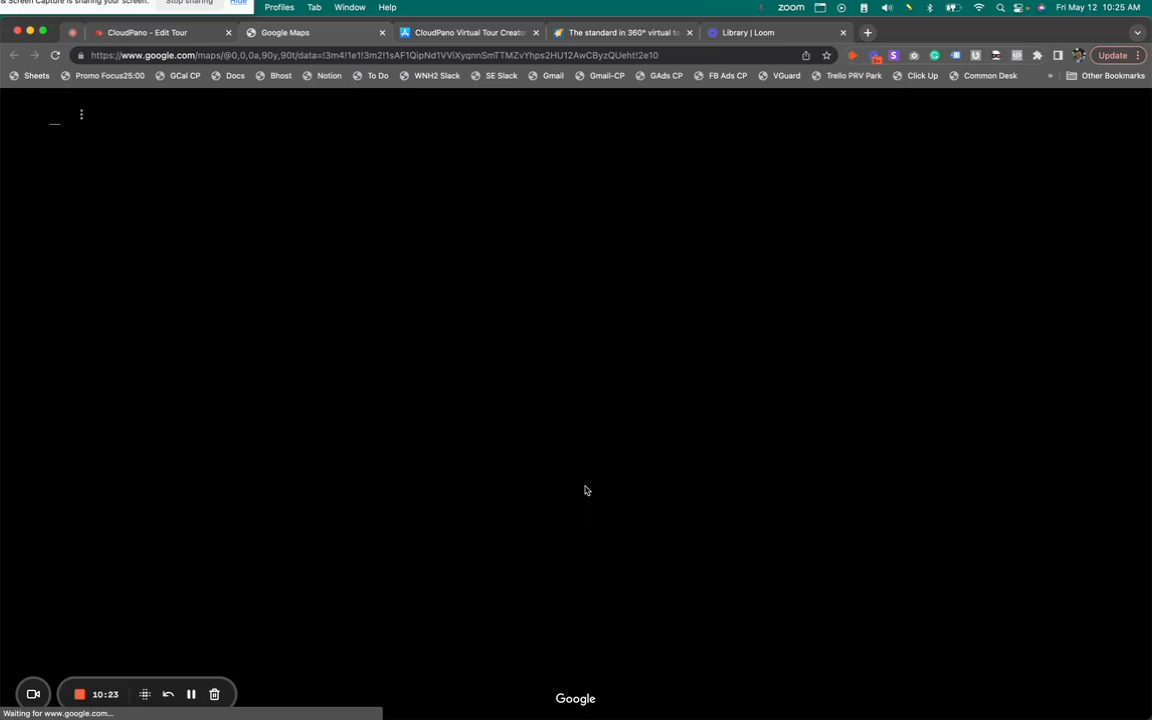 & Screen Capture is sharing your screen. Stop sharing Hide Profiles Tab Window Help zoom Fri May 12 10:25 AM
CloudPano - Edit Tour Google Maps CloudPano Virtual Tour Creator The standard in 360° virtual to Library | Loom
https://www.google.com/maps/@0,0,0a,90y,90t/data=!3m4!1e1!3m2!1sAF1QipNd1VViXyqnnSmTTMZvYhps2HU12AwCByzQUeht!2e10 Update
Sheets Promo Focus25:00 GCal CP Docs Bhost Notion To Do WNH2 Slack SE Slack Gmail Gmail-CP GAds CP FB Ads CP VGuard Trello PRV Park Click Up Common Desk » Other Bookmarks
10:23
Google
Waiting for www.google.com...